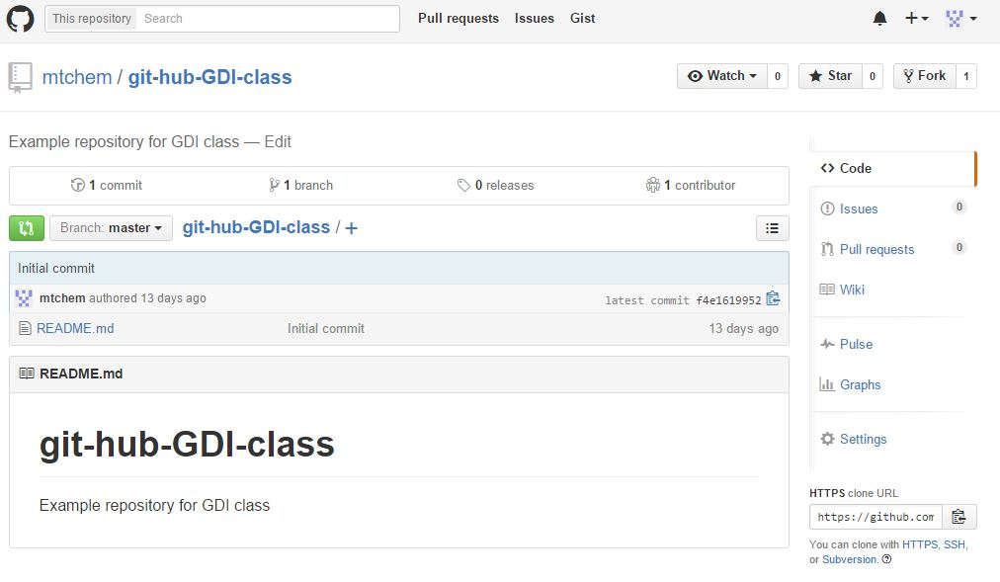 This repository Search Pull requests Issues Gist
mtchem / git-hub-GDI-class Watch 0 Star 0 Fork 1
Example repository for GDI class — Edit
1 commit 1 branch 0 releases 1 contributor
Branch: master git-hub-GDI-class / +
Initial commit
mtchem authored 13 days ago latest commit f4e1619952
README.md Initial commit 13 days ago
README.md
git-hub-GDI-class
Example repository for GDI class
Code
Issues 0
Pull requests 0
Wiki
Pulse
Graphs
Settings
HTTPS clone URL
https://github.com
You can clone with HTTPS, SSH,
or Subversion.